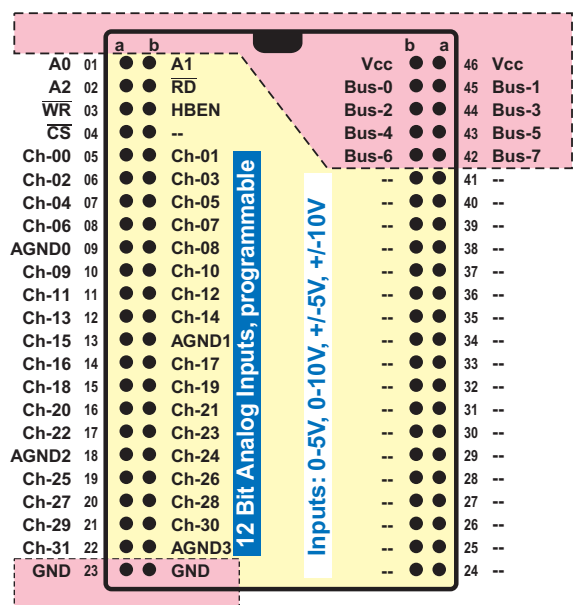 a b b a
A0 01 A1 Vcc 46 Vcc
A2 02 RD Bus-0 45 Bus-1
WR 03 HBEN Bus-2 44 Bus-3
CS 04 -- Bus-4 43 Bus-5
Ch-00 05 Ch-01 Bus-6 42 Bus-7
Ch-02 06 Ch-03 -- 41 --
Ch-04 07 Ch-05 -- 40 --
Ch-06 08 Ch-07 -- 39 --
AGND0 09 Ch-08 -- 38 --
Ch-09 10 Ch-10 -- 37 --
Ch-11 11 Ch-12 -- 36 --
Ch-13 12 Ch-14 -- 35 --
Ch-15 13 AGND1 -- 34 --
Ch-16 14 Ch-17 -- 33 --
Ch-18 15 Ch-19 -- 32 --
Ch-20 16 Ch-21 -- 31 --
Ch-22 17 Ch-23 -- 30 --
AGND2 18 Ch-24 -- 29 --
Ch-25 19 Ch-26 -- 28 --
Ch-27 20 Ch-28 -- 27 --
Ch-29 21 Ch-30 -- 26 --
Ch-31 22 AGND3 -- 25 --
GND 23 GND -- 24 --
12 Bit Analog Inputs, programmable
Inputs: 0-5V, 0-10V, +/-5V, +/-10V